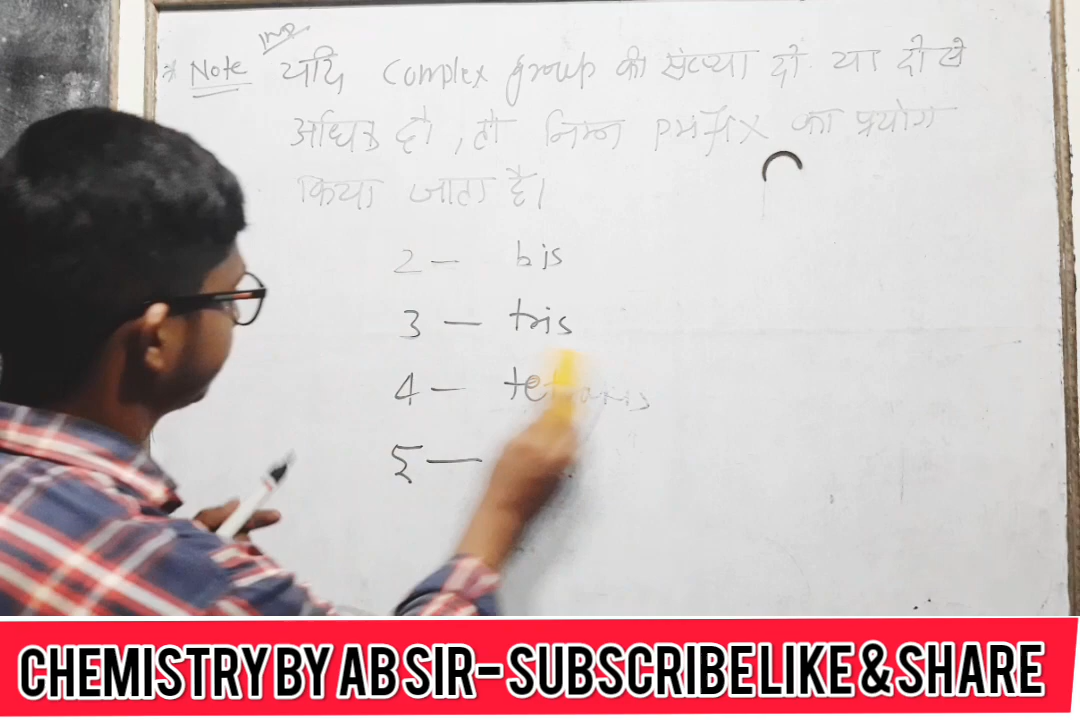 Imp
* Note यदि Complex group की संख्या दो या दो से
अधिक हो, तो निम्न prefix का प्रयोग
किया जाता है।
2 – bis
3 – tris
4 –
5 –
CHEMISTRY BY AB SIR - SUBSCRIBE LIKE & SHARE